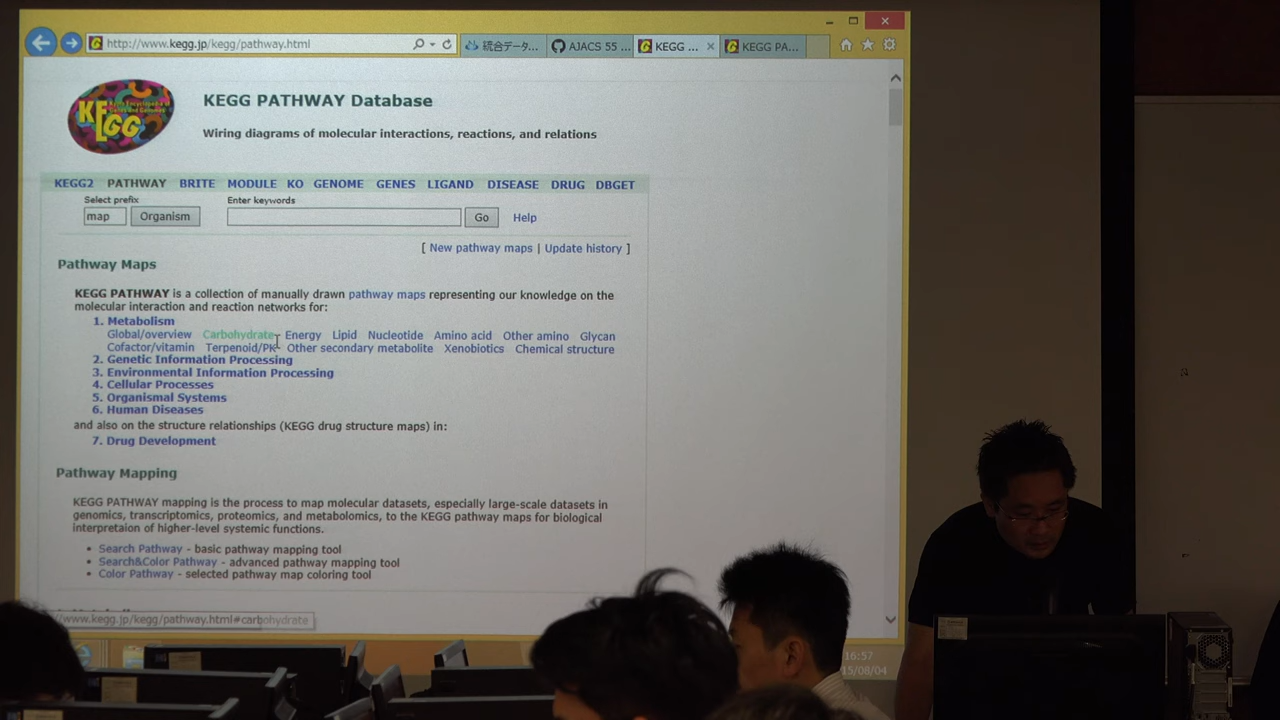 http://www.kegg.jp/kegg/pathway.html
統合データ...
AJACS 55 ...
KEGG ...
KEGG PA...
KEGG
KEGG PATHWAY Database
Wiring diagrams of molecular interactions, reactions, and relations
KEGG2 PATHWAY BRITE MODULE KO GENOME GENES LIGAND DISEASE DRUG DBGET
Select prefix
Enter keywords
map Organism Go Help
[ New pathway maps | Update history ]
Pathway Maps
KEGG PATHWAY is a collection of manually drawn pathway maps representing our knowledge on the
molecular interaction and reaction networks for:
1. Metabolism
Global/overview Carbohydrate Energy Lipid Nucleotide Amino acid Other amino Glycan
Cofactor/vitamin Terpenoid/PK Other secondary metabolite Xenobiotics Chemical structure
2. Genetic Information Processing
3. Environmental Information Processing
4. Cellular Processes
5. Organismal Systems
6. Human Diseases
and also on the structure relationships (KEGG drug structure maps) in:
7. Drug Development
Pathway Mapping
KEGG PATHWAY mapping is the process to map molecular datasets, especially large-scale datasets in
genomics, transcriptomics, proteomics, and metabolomics, to the KEGG pathway maps for biological
interpretaion of higher-level systemic functions.
• Search Pathway - basic pathway mapping tool
• Search&Color Pathway - advanced pathway mapping tool
• Color Pathway - selected pathway map coloring tool
/www.kegg.jp/kegg/pathway.html#carbohydrate
16:57
15/08/04